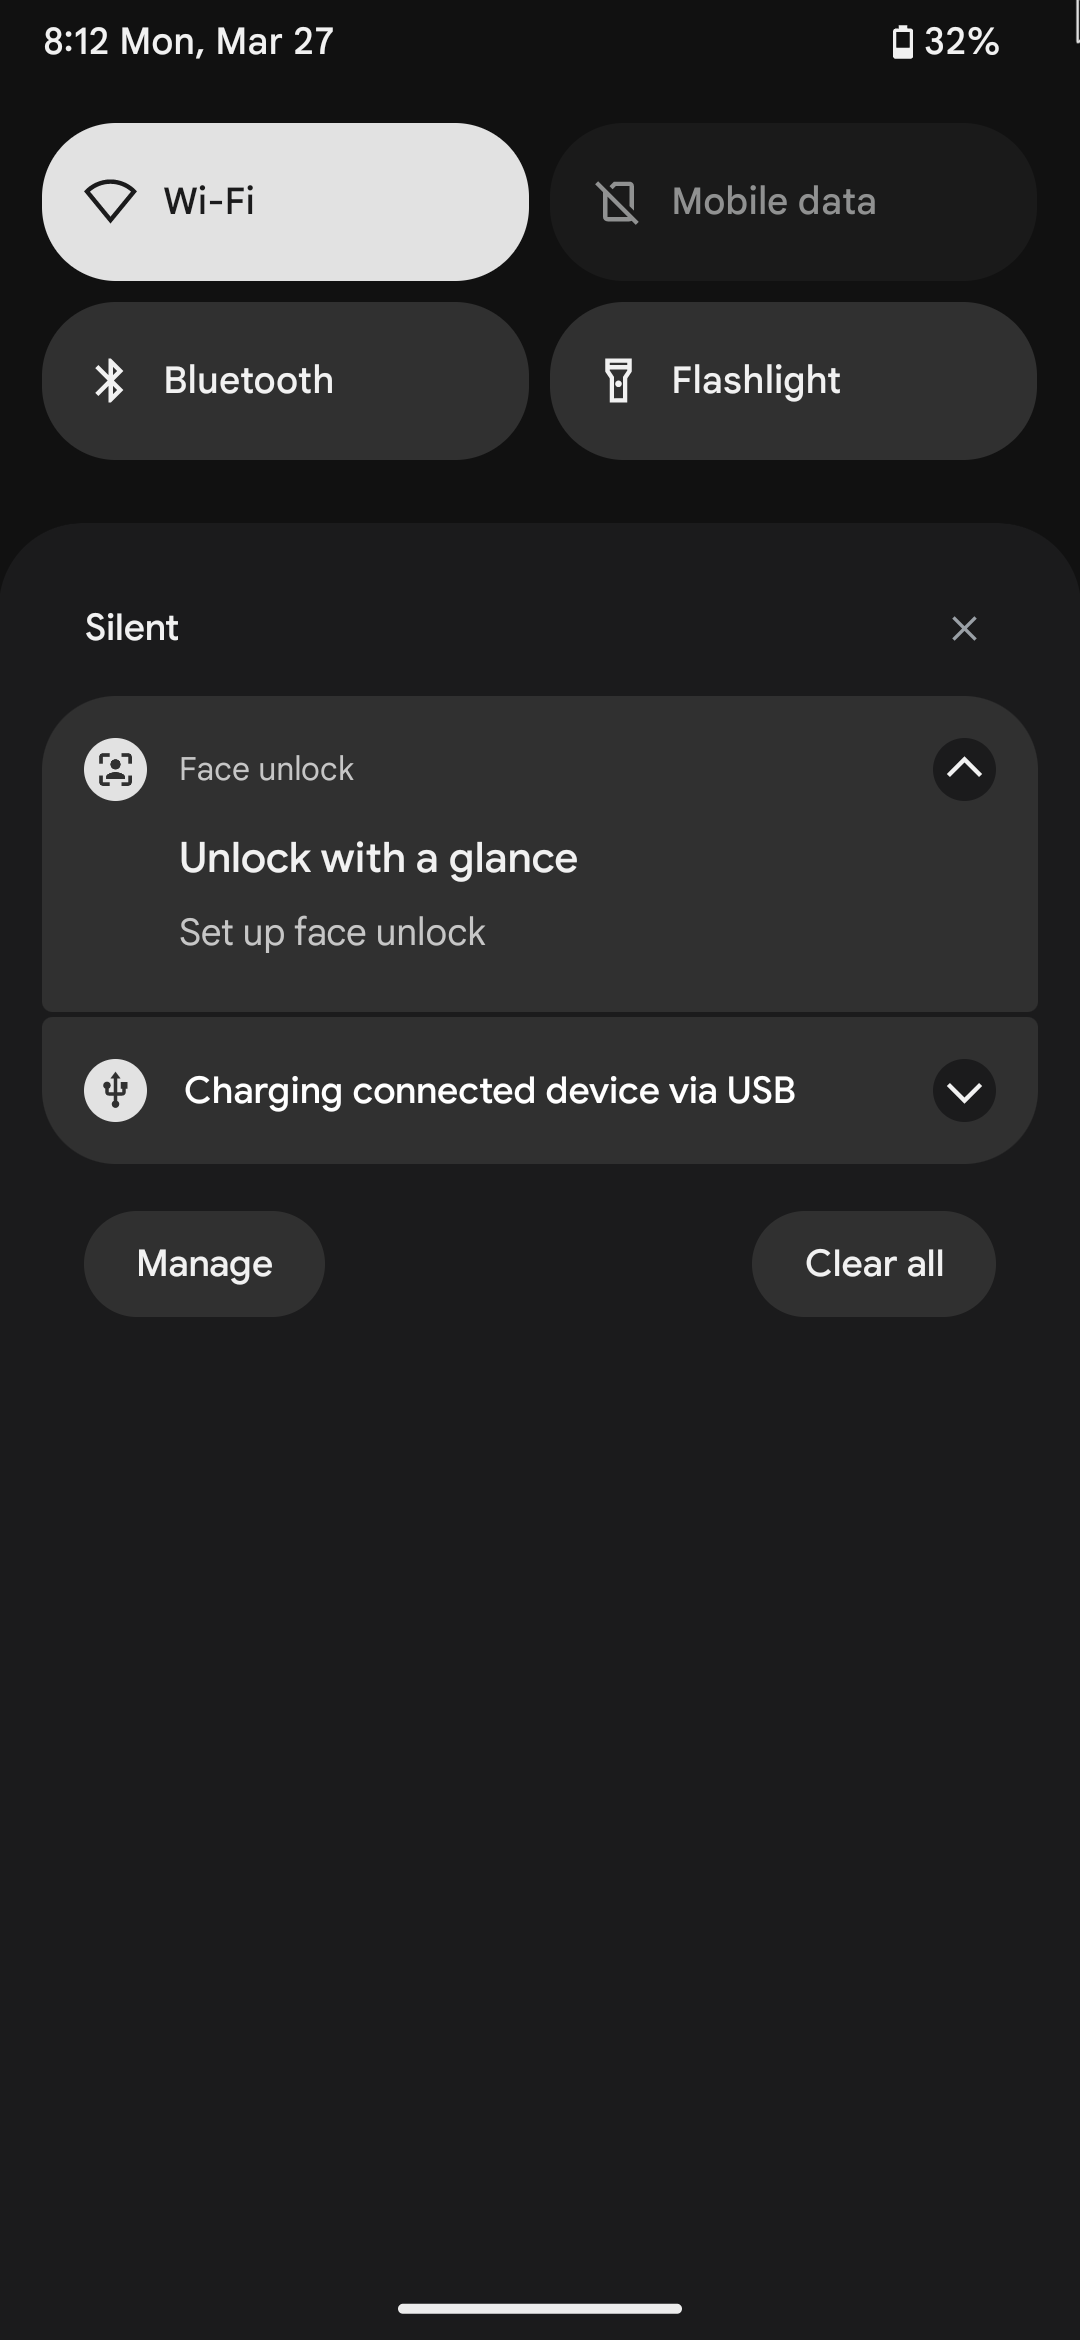 8:12 Mon, Mar 27 32%
Wi-Fi Mobile data
Bluetooth Flashlight
Silent
Face unlock
Unlock with a glance
Set up face unlock
Charging connected device via USB
Manage Clear all